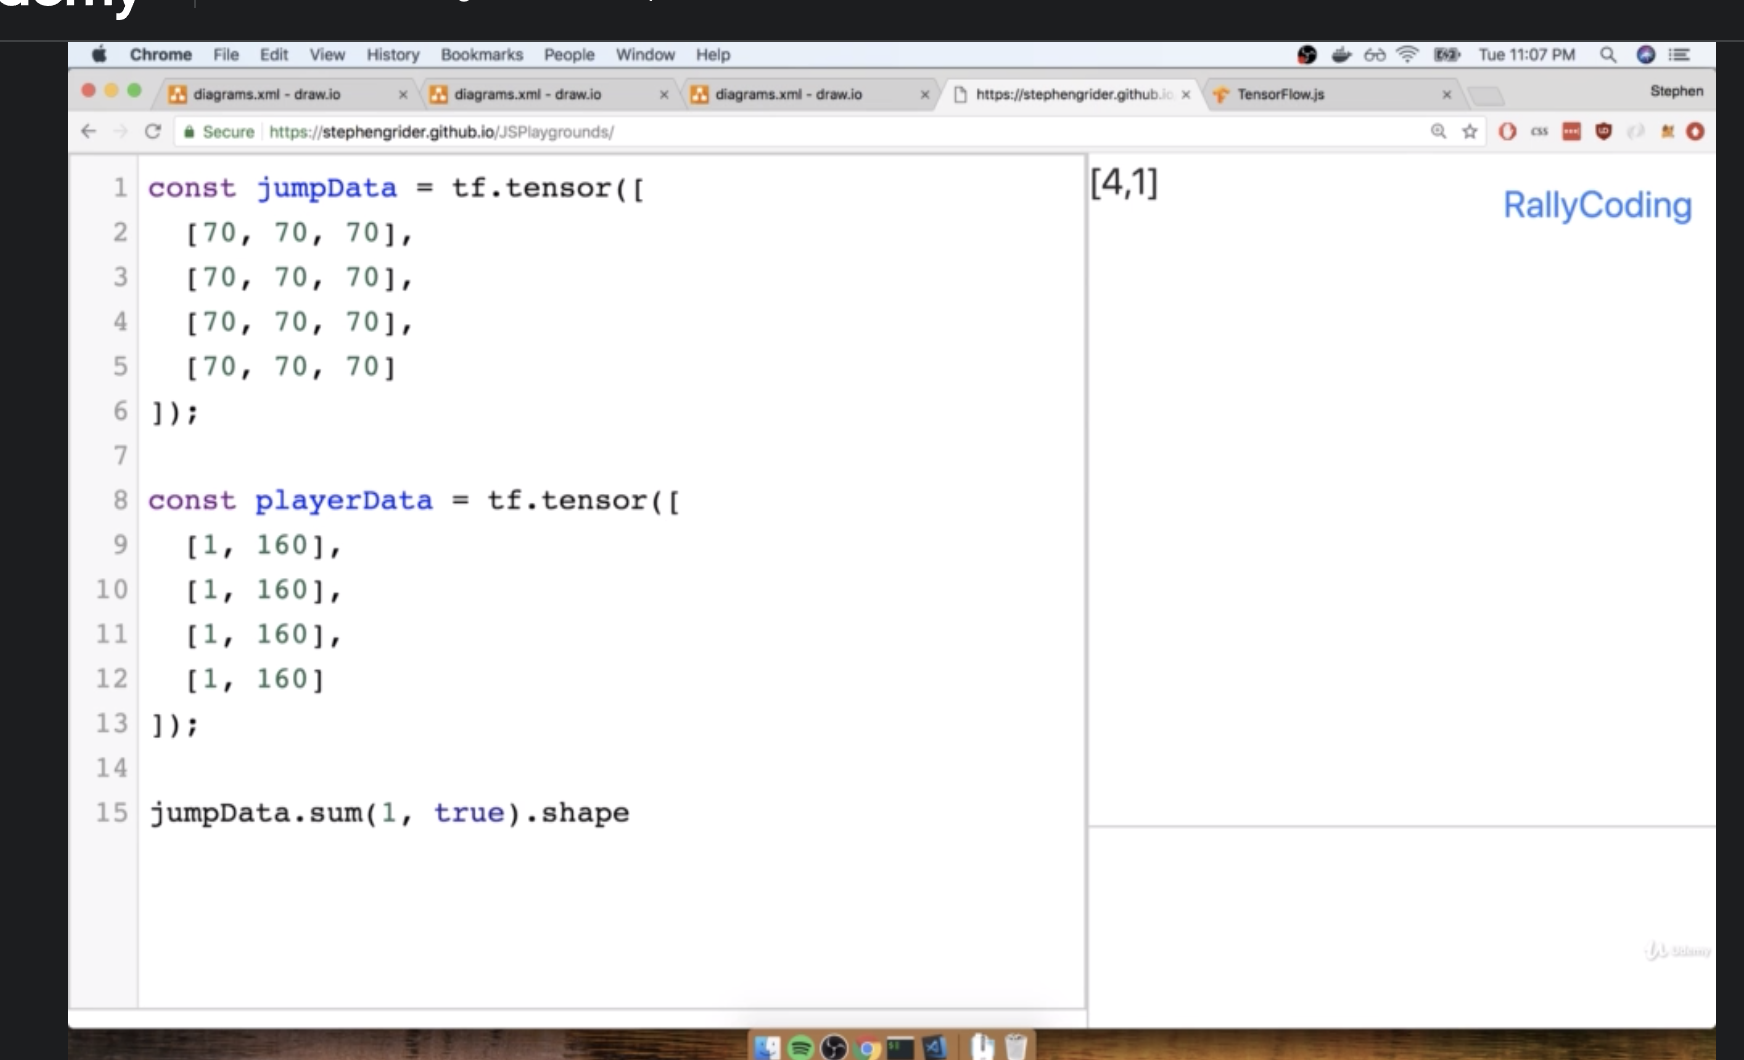 Chrome File Edit View History Bookmarks People Window Help Tue 11:07 PM
diagrams.xml - draw.io diagrams.xml - draw.io diagrams.xml - draw.io https://stephengrider.github.io TensorFlow.js Stephen
Secure https://stephengrider.github.io/JSPlaygrounds/ css
1 const jumpData = tf.tensor([
2 [70, 70, 70],
3 [70, 70, 70],
4 [70, 70, 70],
5 [70, 70, 70]
6 ]);
7
8 const playerData = tf.tensor([
9 [1, 160],
10 [1, 160],
11 [1, 160],
12 [1, 160]
13 ]);
14
15 jumpData.sum(1, true).shape
[4,1]
RallyCoding
Udemy